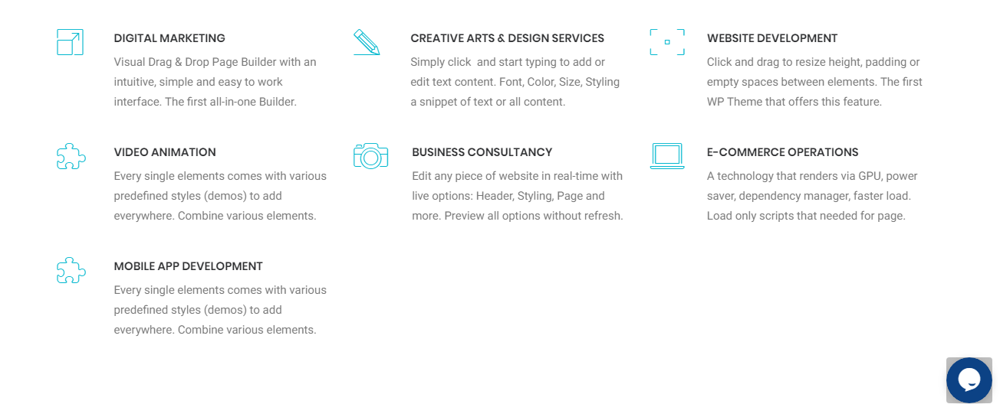 DIGITAL MARKETING
Visual Drag & Drop Page Builder with an
intuitive, simple and easy to work
interface. The first all-in-one Builder.
CREATIVE ARTS & DESIGN SERVICES
Simply click  and start typing to add or
edit text content. Font, Color, Size, Styling
a snippet of text or all content.
WEBSITE DEVELOPMENT
Click and drag to resize height, padding or
empty spaces between elements. The first
WP Theme that offers this feature.
VIDEO ANIMATION
Every single elements comes with various
predefined styles (demos) to add
everywhere. Combine various elements.
BUSINESS CONSULTANCY
Edit any piece of website in real-time with
live options: Header, Styling, Page and
more. Preview all options without refresh.
E-COMMERCE OPERATIONS
A technology that renders via GPU, power
saver, dependency manager, faster load.
Load only scripts that needed for page.
MOBILE APP DEVELOPMENT
Every single elements comes with various
predefined styles (demos) to add
everywhere. Combine various elements.